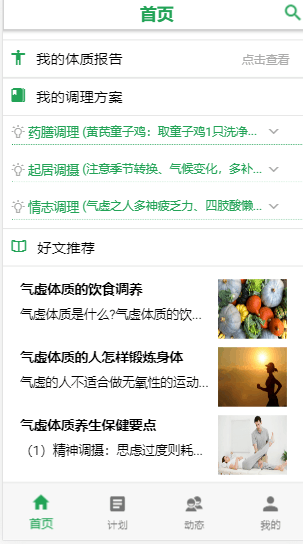 首页
我的体质报告 点击查看
我的调理方案
药膳调理 (黄芪童子鸡：取童子鸡1只洗净...
起居调摄 (注意季节转换、气候变化，多补...
情志调理 (气虚之人多神疲乏力、四肢酸懒...
好文推荐
气虚体质的饮食调养
气虚体质是什么?气虚体质的饮...
气虚体质的人怎样锻炼身体
气虚的人不适合做无氧性的运动...
气虚体质养生保健要点
（1）精神调摄：思虑过度则耗...
首页 计划 动态 我的